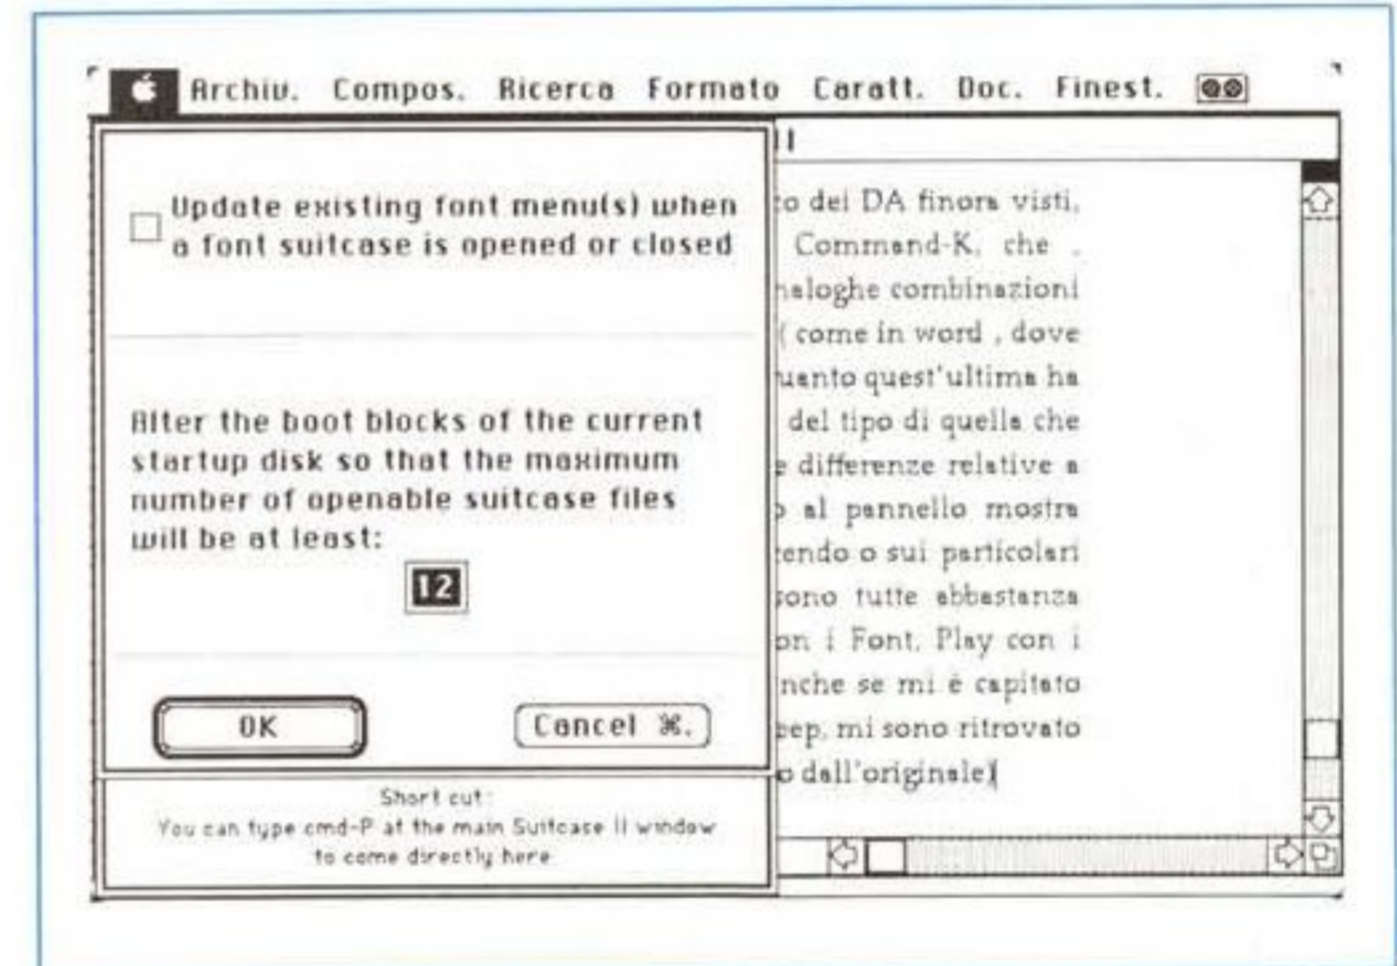 Archiv. Compos. Ricerca Formato Caratt. Doc. Finest.
Update existing font menu(s) when
a font suitcase is opened or closed
Alter the boot blocks of the current
startup disk so that the maximum
number of openable suitcase files
will be at least:
12
OK
Cancel ⌘.
Short cut:
You can type cmd-P at the main Suitcase II window
to come directly here
dei DA finora visti,
Command-K, che .
naloghe combinazioni
( come in word , dove
uanto quest'ultima ha
del tipo di quella che
e differenze relative a
o al pannello mostra
endo o sui particolari
sono tutte abbastanza
on i Font, Play con i
nche se mi è capitato
eep, mi sono ritrovato
o dall'originale)